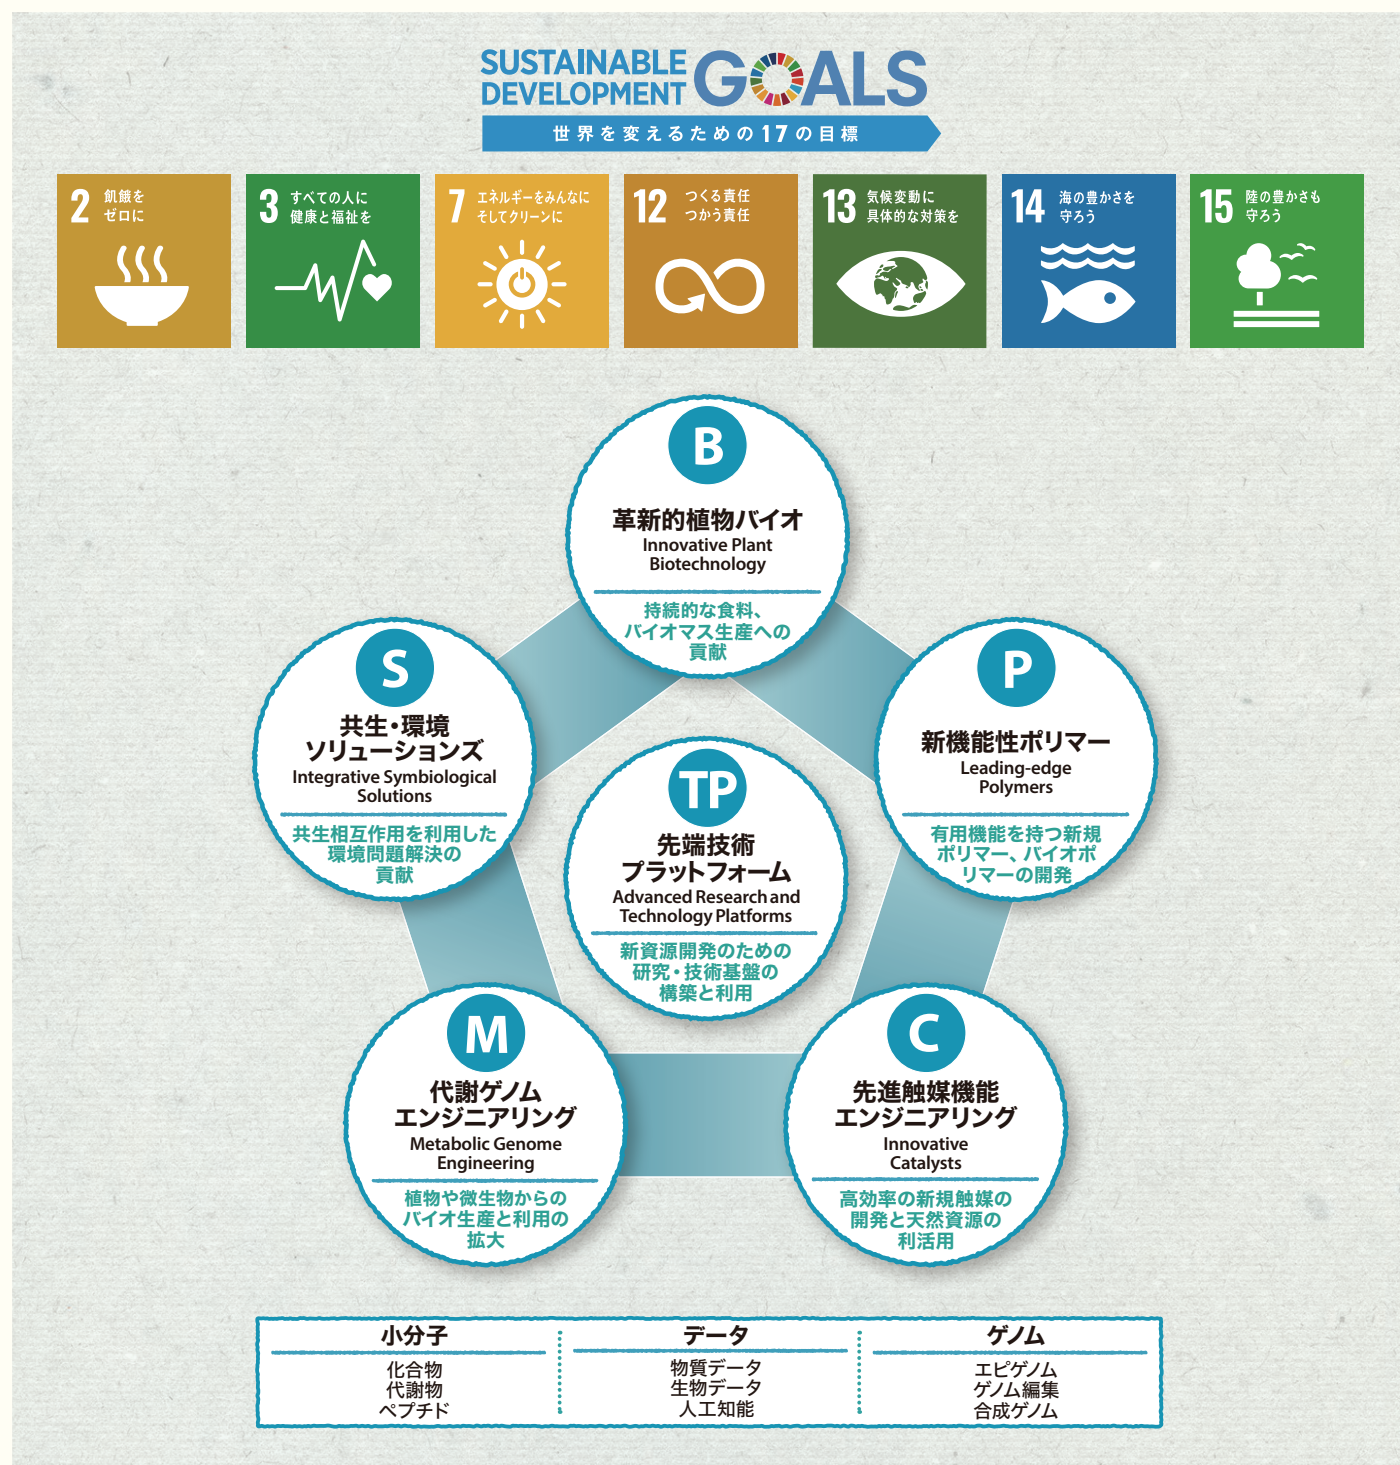 SUSTAINABLE
DEVELOPMENT
GOALS
世界を変えるための17の目標
2
飢餓を
ゼロに
3
すべての人に
健康と福祉を
7
エネルギーをみんなに
そしてクリーンに
12
つくる責任
つかう責任
13
気候変動に
具体的な対策を
14
海の豊かさを
守ろう
15
陸の豊かさも
守ろう
B
革新的植物バイオ
Innovative Plant
Biotechnology
持続的な食料、
バイオマス生産への
貢献
S
共生・環境
ソリューションズ
Integrative Symbiological
Solutions
共生相互作用を利用した
環境問題解決の
貢献
P
新機能性ポリマー
Leading-edge
Polymers
有用機能を持つ新規
ポリマー、バイオポ
リマーの開発
TP
先端技術
プラットフォーム
Advanced Research and
Technology Platforms
新資源開発のための
研究・技術基盤の
構築と利用
M
代謝ゲノム
エンジニアリング
Metabolic Genome
Engineering
植物や微生物からの
バイオ生産と利用の
拡大
C
先進触媒機能
エンジニアリング
Innovative
Catalysts
高効率の新規触媒の
開発と天然資源の
利活用
小分子
化合物
代謝物
ペプチド
データ
物質データ
生物データ
人工知能
ゲノム
エピゲノム
ゲノム編集
合成ゲノム